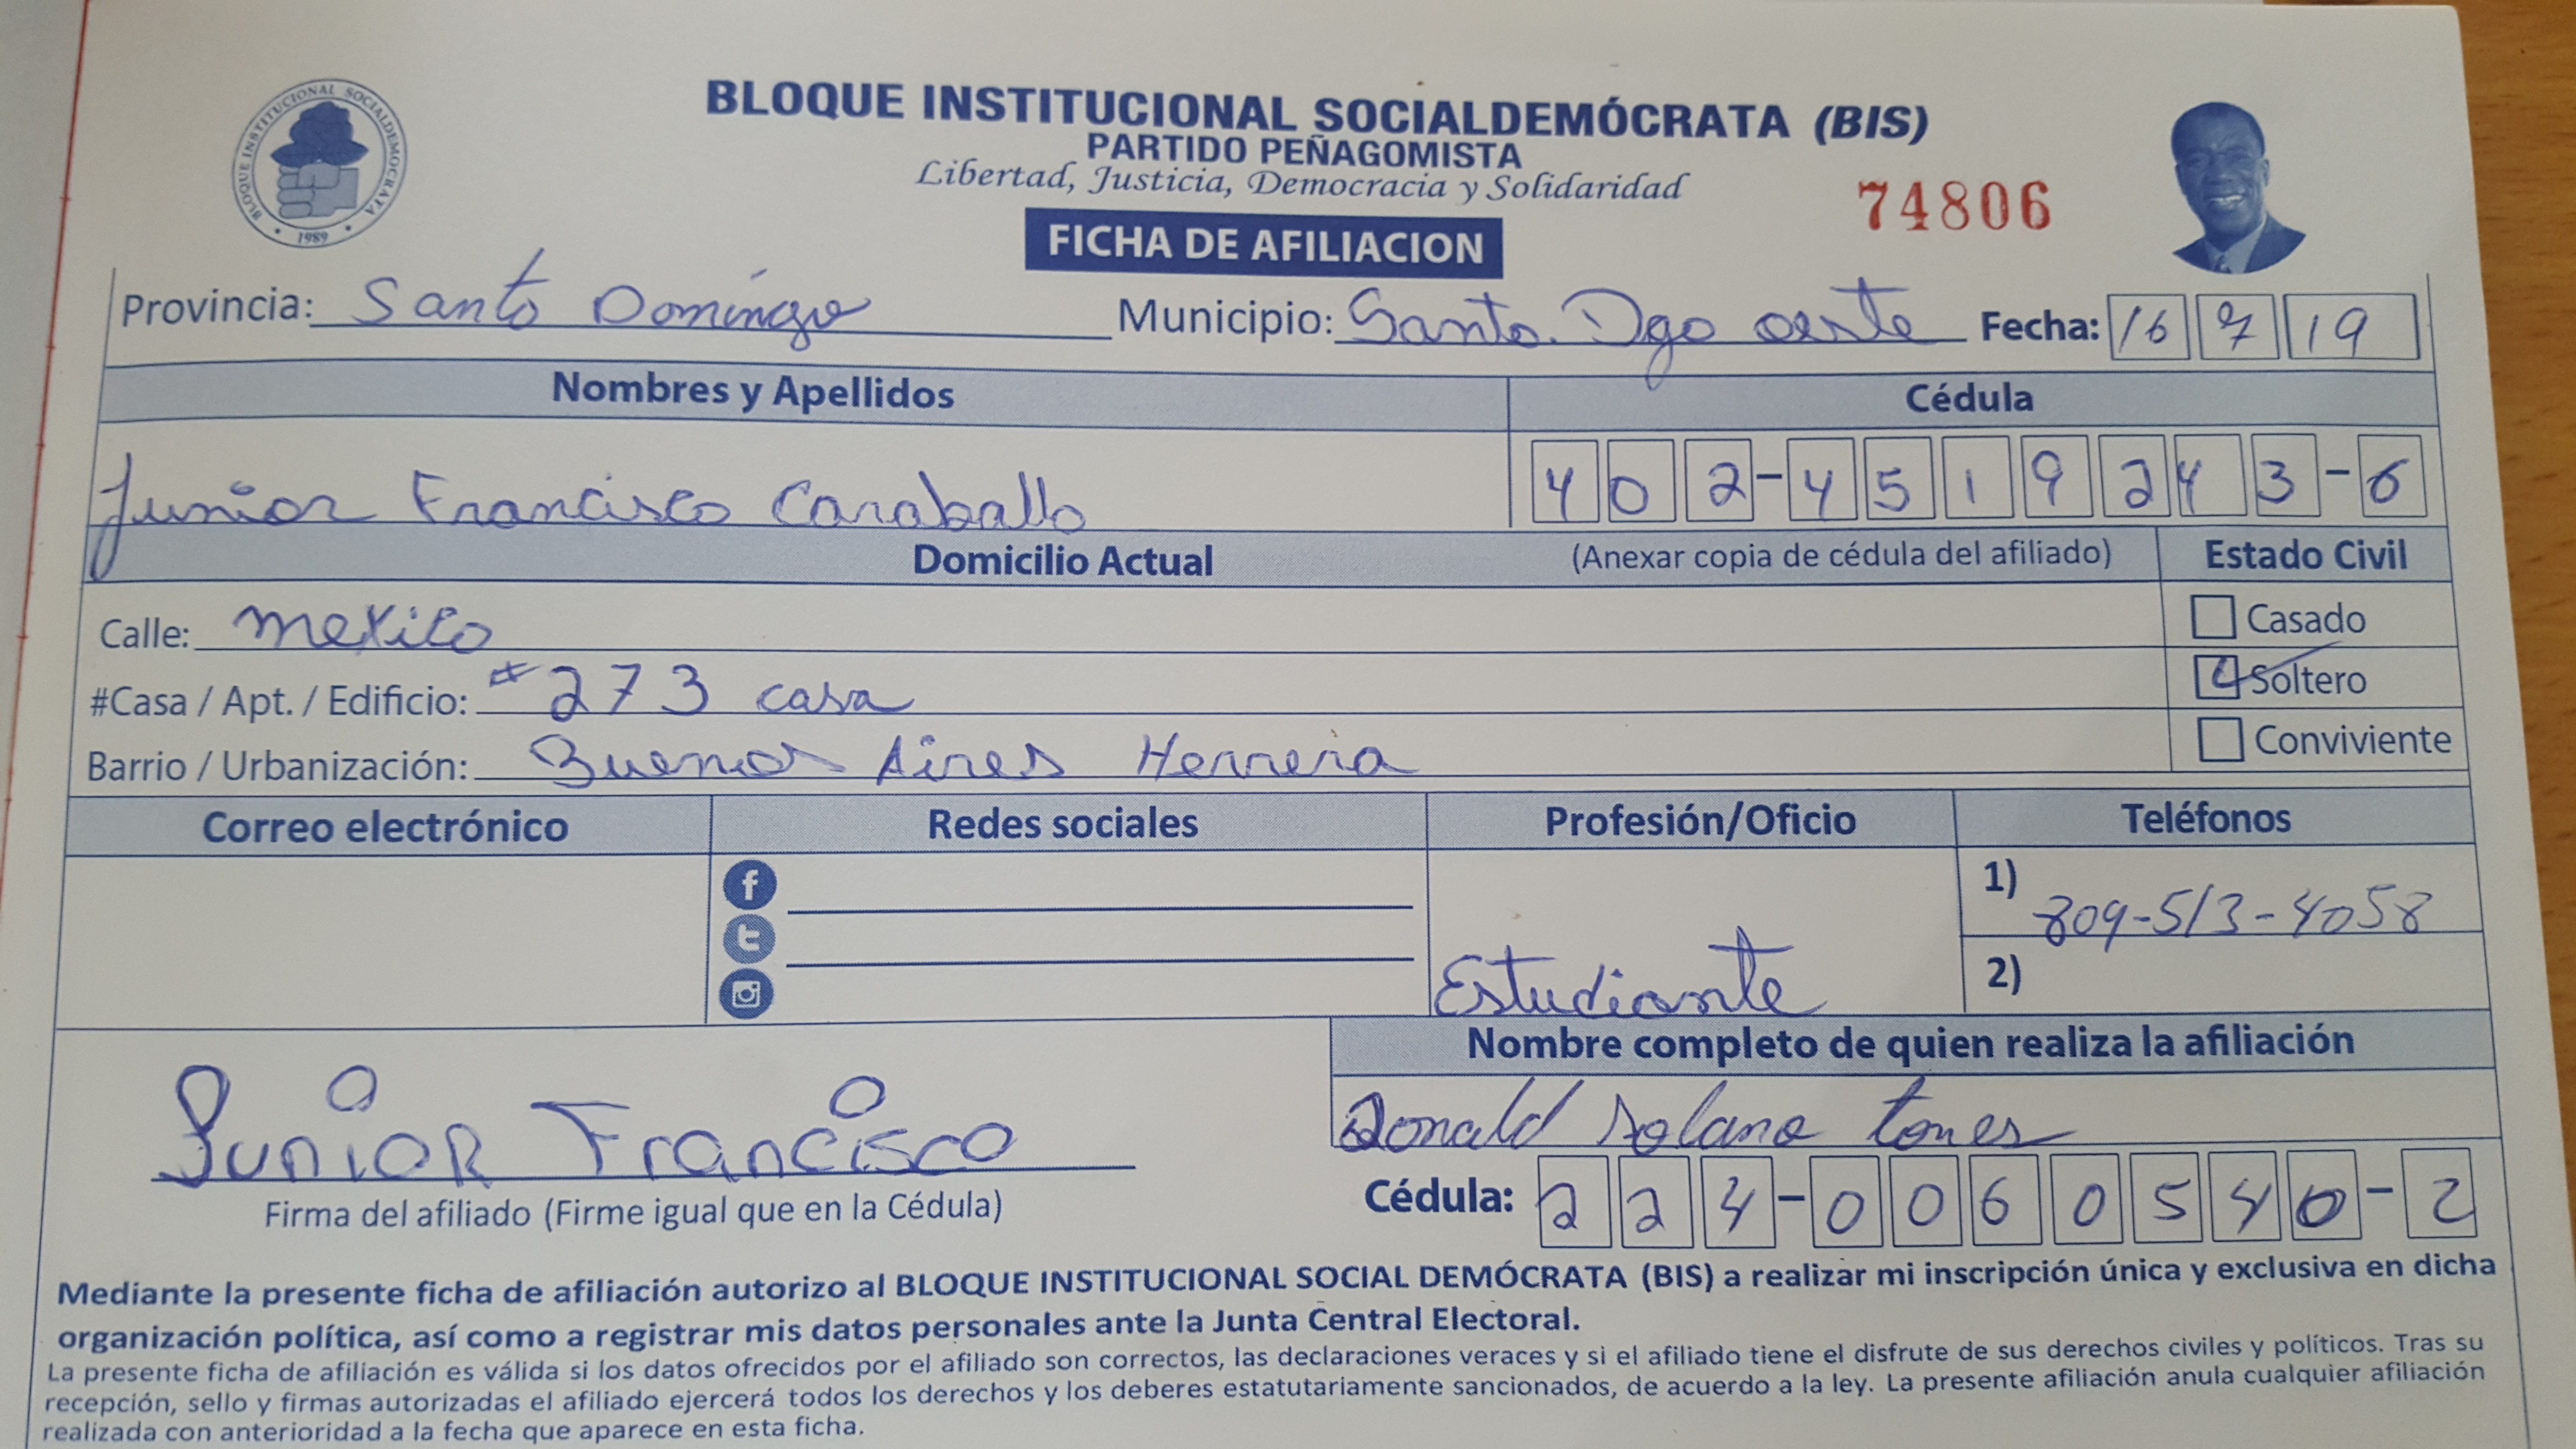 BLOQUE INSTITUCIONAL SOCIALDEMOCRATA
1989
BLOQUE INSTITUCIONAL SOCIALDEMÓCRATA (BIS)
PARTIDO PEÑAGOMISTA
Libertad, Justicia, Democracia y Solidaridad
74806
FICHA DE AFILIACION
Provincia: Santo Domingo Municipio: Santo. Dgo oeste Fecha: 16 7 19
Nombres y Apellidos Cédula
Junior Francisco Caraballo 402-4519243-6
Domicilio Actual (Anexar copia de cédula del afiliado) Estado Civil
Calle: mexico Casado
#Casa / Apt. / Edificio: #273 casa Soltero
Barrio / Urbanización: Buenos Aires Herrera Conviviente
Correo electrónico Redes sociales Profesión/Oficio Teléfonos
1) 809-513-4058
Estudiante 2)
Nombre completo de quien realiza la afiliación
Junior Francisco Donald Solano torres
Firma del afiliado (Firme igual que en la Cédula) Cédula: 224-0060540-2
Mediante la presente ficha de afiliación autorizo al BLOQUE INSTITUCIONAL SOCIAL DEMÓCRATA (BIS) a realizar mi inscripción única y exclusiva en dicha
organización política, así como a registrar mis datos personales ante la Junta Central Electoral.
La presente ficha de afiliación es válida si los datos ofrecidos por el afiliado son correctos, las declaraciones veraces y si el afiliado tiene el disfrute de sus derechos civiles y políticos. Tras su
recepción, sello y firmas autorizadas el afiliado ejercerá todos los derechos y los deberes estatutariamente sancionados, de acuerdo a la ley. La presente afiliación anula cualquier afiliación
realizada con anterioridad a la fecha que aparece en esta ficha.